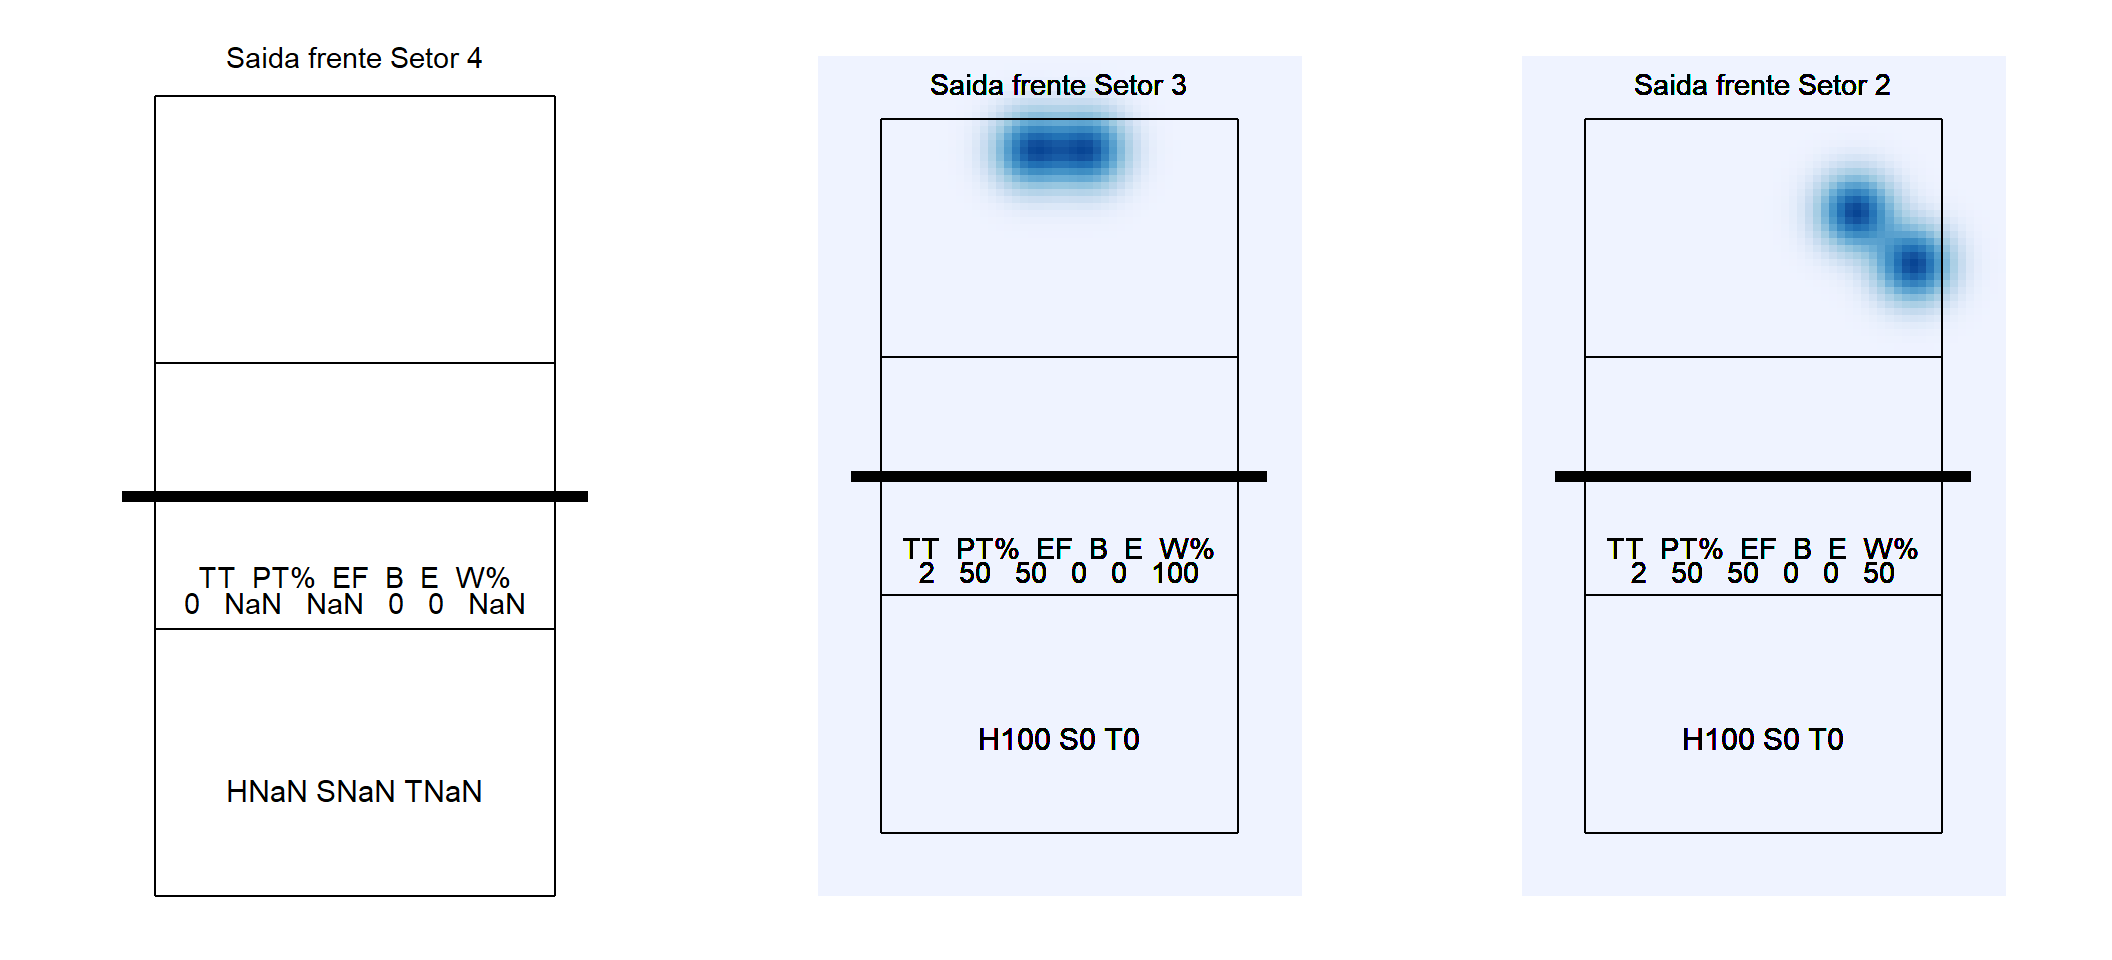 Saida frente Setor 4
TT PT% EF B E W%
0 NaN NaN 0 0 NaN
HNaN SNaN TNaN
Saida frente Setor 3
TT PT% EF B E W%
2 50 50 0 0 100
H100 S0 T0
Saida frente Setor 2
TT PT% EF B E W%
2 50 50 0 0 50
H100 S0 T0